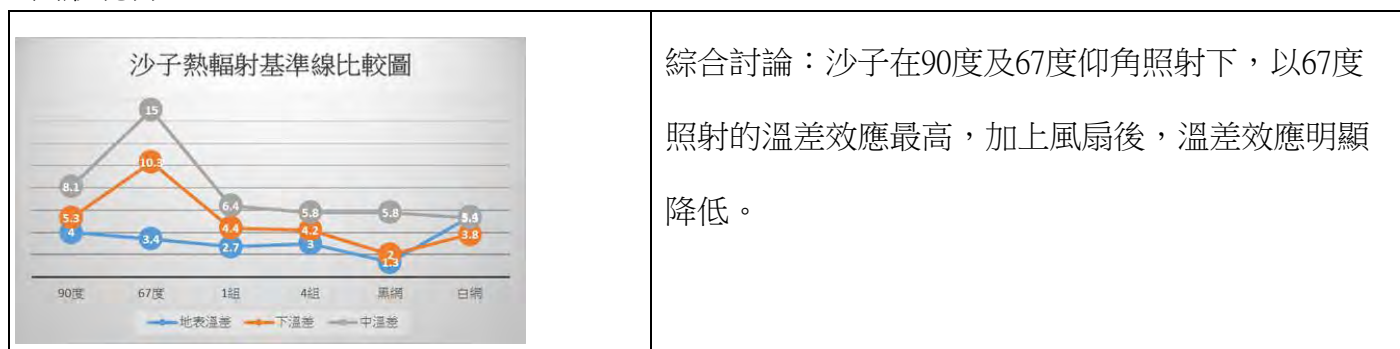 沙子熱輻射基準線比較圖
15
10.3
8.1
5.3
4
3.4
6.4
4.4
2.7
5.8
4.2
3
5.8
2
1.3
3.8
90度 67度 1組 4組 黑網 白網
地表溫差 下溫差 中溫差
綜合討論：沙子在90度及67度仰角照射下，以67度
照射的溫差效應最高，加上風扇後，溫差效應明顯
降低。